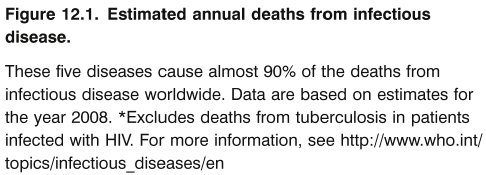 Figure 12.1. Estimated annual deaths from infectious
disease.
These five diseases cause almost 90% of the deaths from
infectious disease worldwide. Data are based on estimates for
the year 2008. *Excludes deaths from tuberculosis in patients
infected with HIV. For more information, see http://www.who.int/
topics/infectious_diseases/en